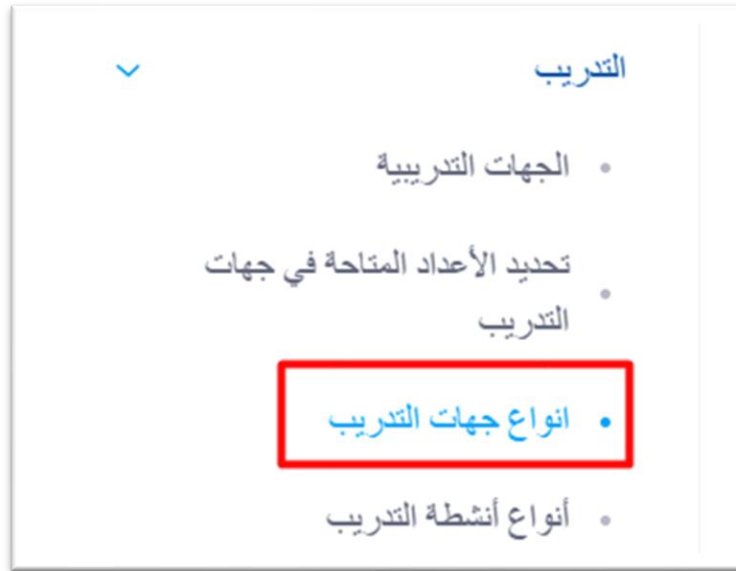 التدريب
الجهات التدريبية
تحديد الأعداد المتاحة في جهات
التدريب
انواع جهات التدريب
أنواع أنشطة التدريب